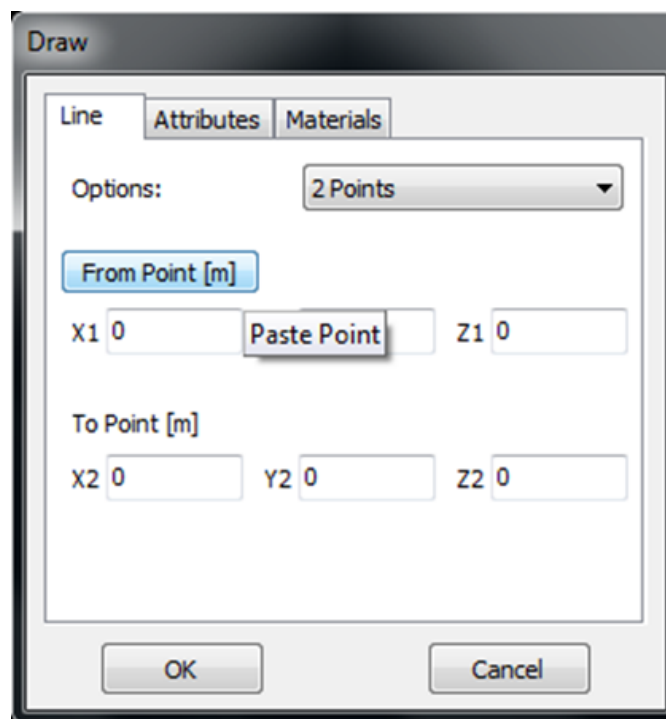 Draw
Line Attributes Materials
Options: 2 Points
From Point [m]
X1 0 Paste Point Z1 0
To Point [m]
X2 0 Y2 0 Z2 0
OK Cancel